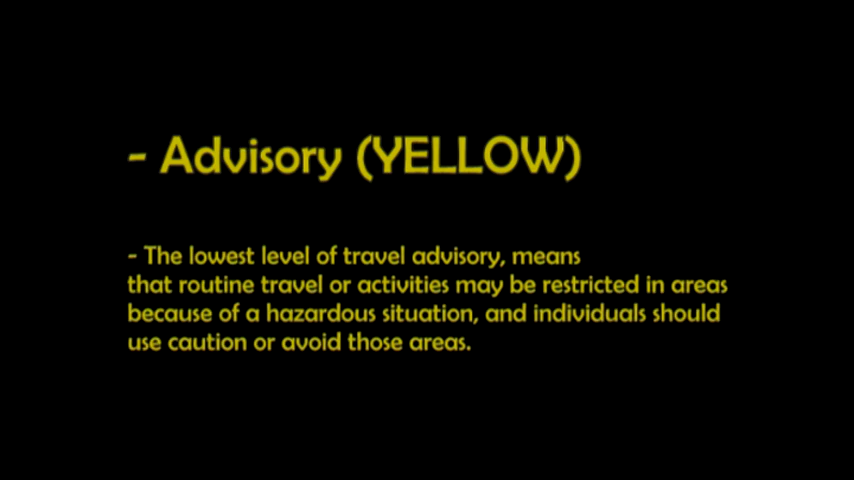 - Advisory (YELLOW)
- The lowest level of travel advisory, means
that routine travel or activities may be restricted in areas
because of a hazardous situation, and individuals should
use caution or avoid those areas.